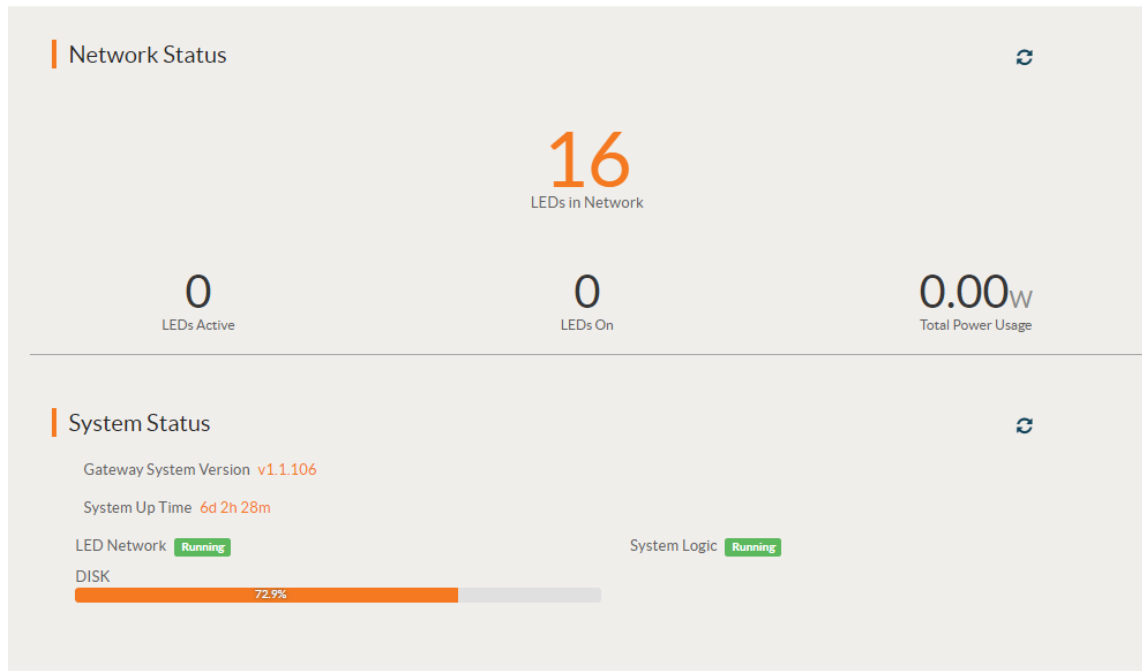 Network Status
16
LEDs in Network
0
LEDs Active
0
LEDs On
0.00W
Total Power Usage
System Status
Gateway System Version v1.1.106
System Up Time 6d 2h 28m
LED Network Running
System Logic Running
DISK
72.9%